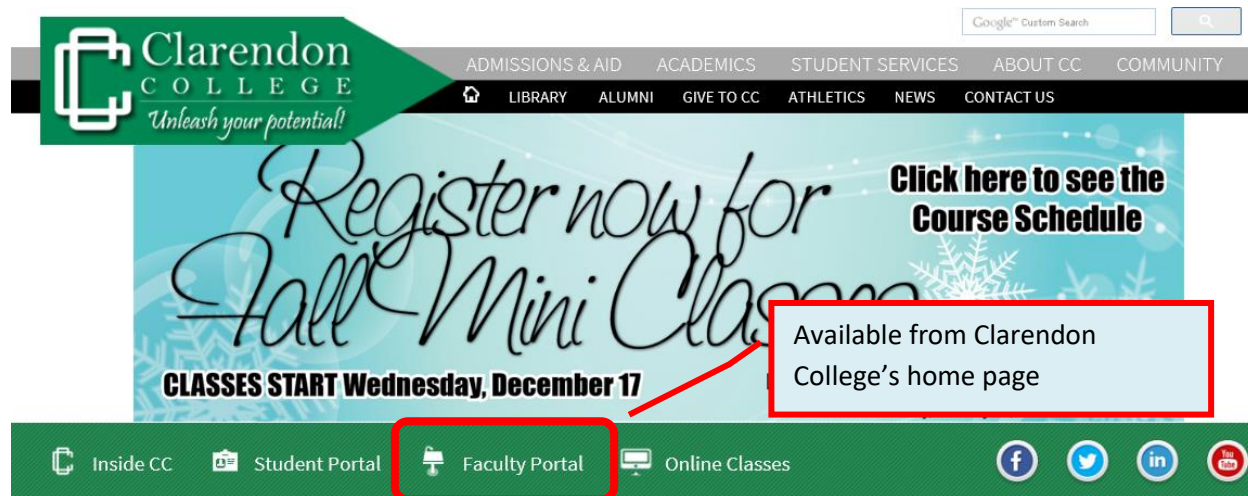 Google™ Custom Search
Clarendon
COLLEGE
Unleash your potential!
ADMISSIONS & AID ACADEMICS STUDENT SERVICES ABOUT CC COMMUNITY
LIBRARY ALUMNI GIVE TO CC ATHLETICS NEWS CONTACT US
Register now for
Fall Mini
Click here to see the
Course Schedule
CLASSES START Wednesday, December 17
Available from Clarendon
College’s home page
Inside CC Student Portal Faculty Portal Online Classes
You
Tube